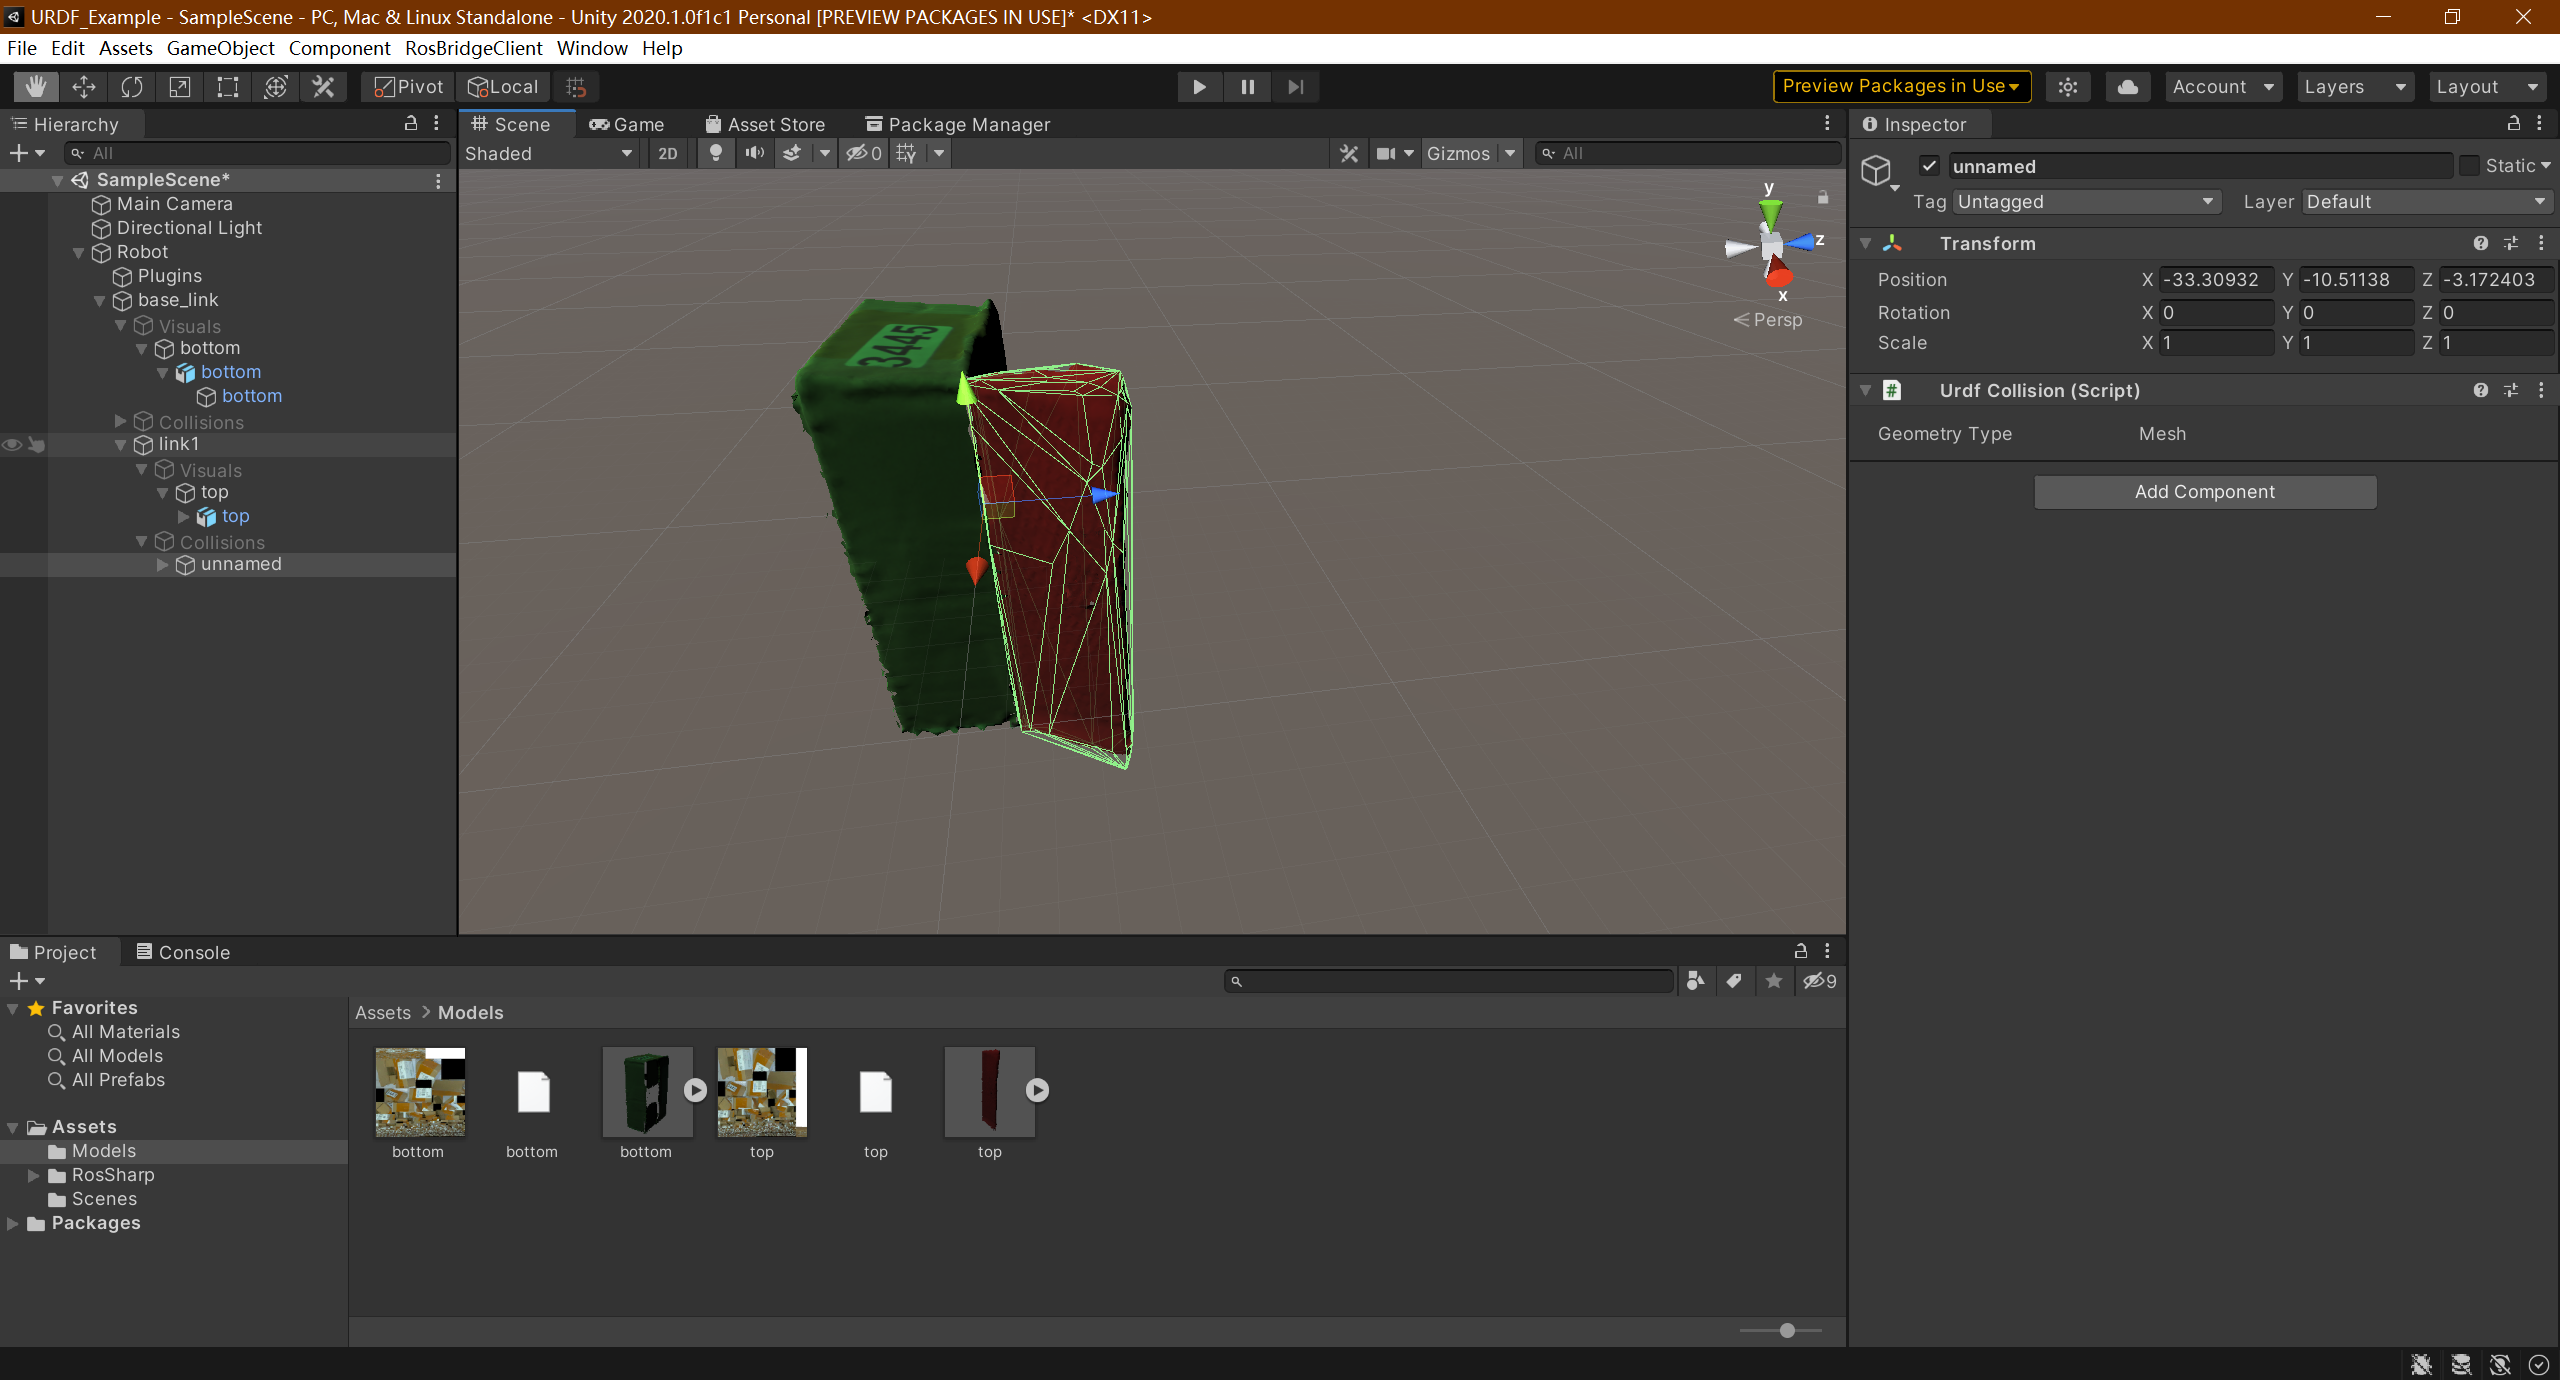 URDF_Example - SampleScene - PC, Mac & Linux Standalone - Unity 2020.1.0f1c1 Personal [PREVIEW PACKAGES IN USE]* <DX11>
File Edit Assets GameObject Component RosBridgeClient Window Help
Pivot Local Preview Packages in Use Account Layers Layout
Hierarchy
All
SampleScene*
Main Camera
Directional Light
Robot
Plugins
base_link
Visuals
bottom
bottom
bottom
Collisions
link1
Visuals
top
top
Collisions
unnamed
Scene Game Asset Store Package Manager
Shaded 2D 0 Gizmos All
y
z
x
Persp
3445
Inspector
unnamed Static
Tag Untagged Layer Default
Transform
Position X -33.30932 Y -10.51138 Z -3.172403
Rotation X 0 Y 0 Z 0
Scale X 1 Y 1 Z 1
# Urdf Collision (Script)
Geometry Type Mesh
Add Component
Project Console
9
Favorites
All Materials
All Models
All Prefabs
Assets
Models
RosSharp
Scenes
Packages
Assets > Models
bottom bottom bottom top top top